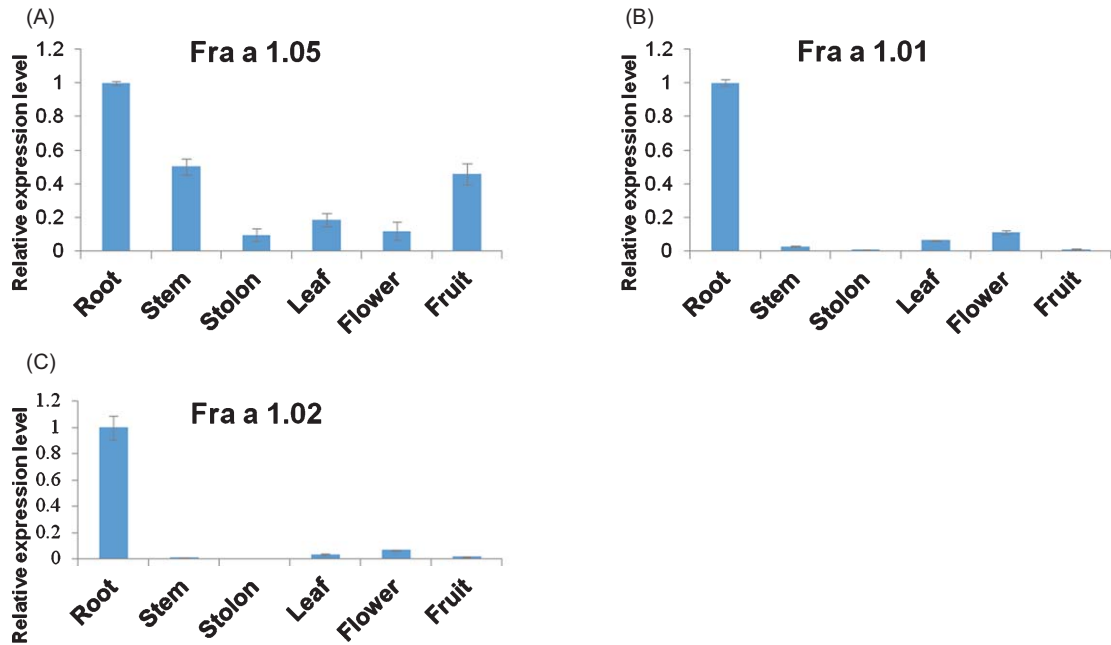 (A)
Fra a 1.05
Relative expression level
1.2
1
0.8
0.6
0.4
0.2
0
Root
Stem
Stolon
Leaf
Flower
Fruit
(B)
Fra a 1.01
Relative expression level
1.2
1
0.8
0.6
0.4
0.2
0
Root
Stem
Stolon
Leaf
Flower
Fruit
(C)
Fra a 1.02
Relative expression level
1.2
1
0.8
0.6
0.4
0.2
0
Root
Stem
Stolon
Leaf
Flower
Fruit